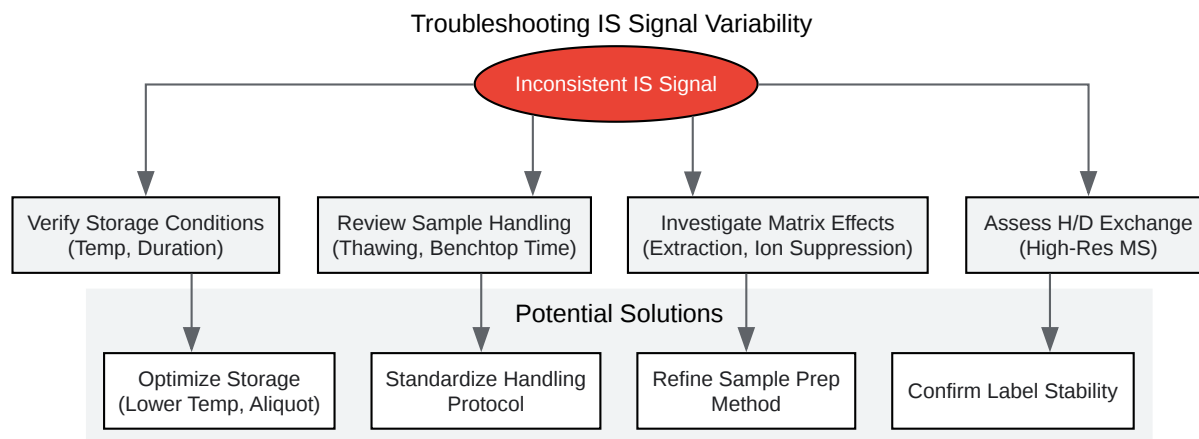 Troubleshooting IS Signal Variability
Inconsistent IS Signal
Verify Storage Conditions
(Temp, Duration)
Review Sample Handling
(Thawing, Benchtop Time)
Investigate Matrix Effects
(Extraction, Ion Suppression)
Assess H/D Exchange
(High-Res MS)
Potential Solutions
Optimize Storage
(Lower Temp, Aliquot)
Standardize Handling
Protocol
Refine Sample Prep
Method
Confirm Label Stability